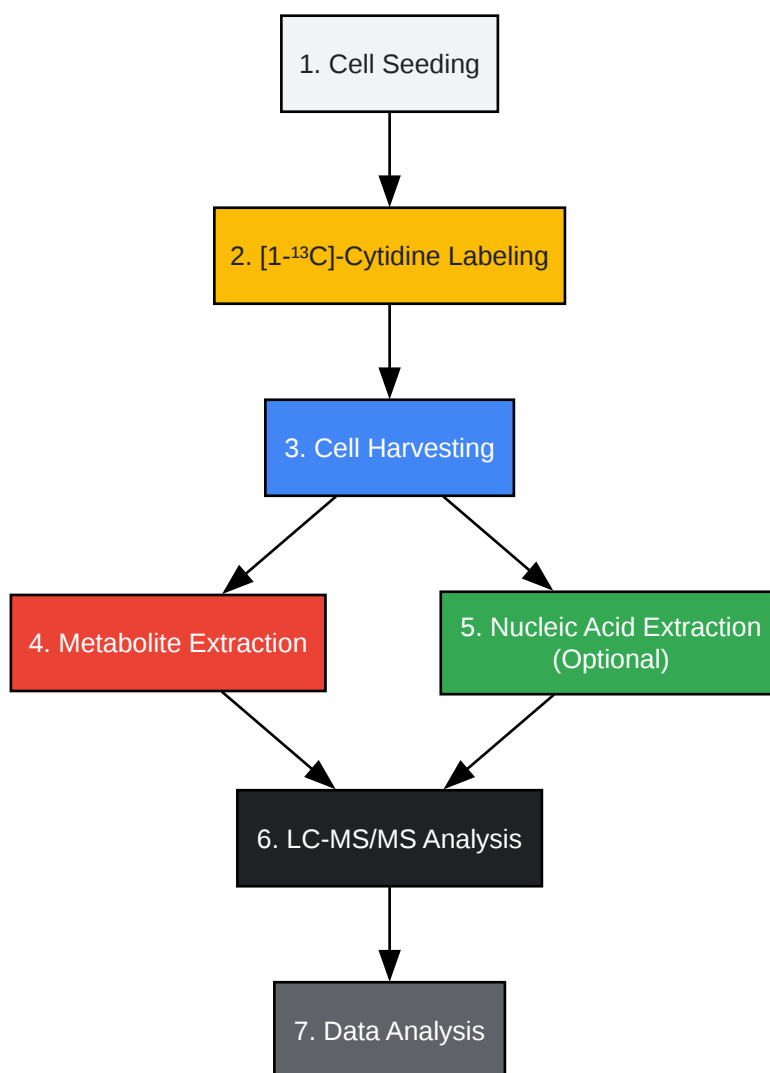 1. Cell Seeding
2. [1-¹³C]-Cytidine Labeling
3. Cell Harvesting
4. Metabolite Extraction
5. Nucleic Acid Extraction
(Optional)
6. LC-MS/MS Analysis
7. Data Analysis